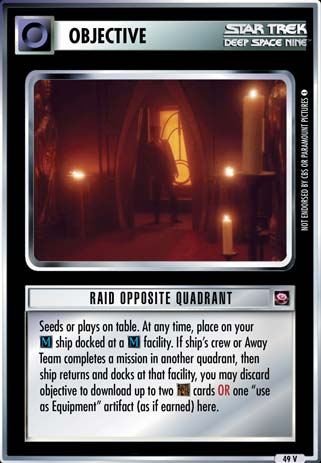 OBJECTIVE
STAR TREK
DEEP SPACE NINE
NOT ENDORSED BY CBS OR PARAMOUNT PICTURES
RAID OPPOSITE QUADRANT
Seeds or plays on table. At any time, place on your
M ship docked at a M facility. If ship's crew or Away
Team completes a mission in another quadrant, then
ship returns and docks at that facility, you may discard
objective to download up to two cards OR one "use
as Equipment" artifact (as if earned) here.
49 V